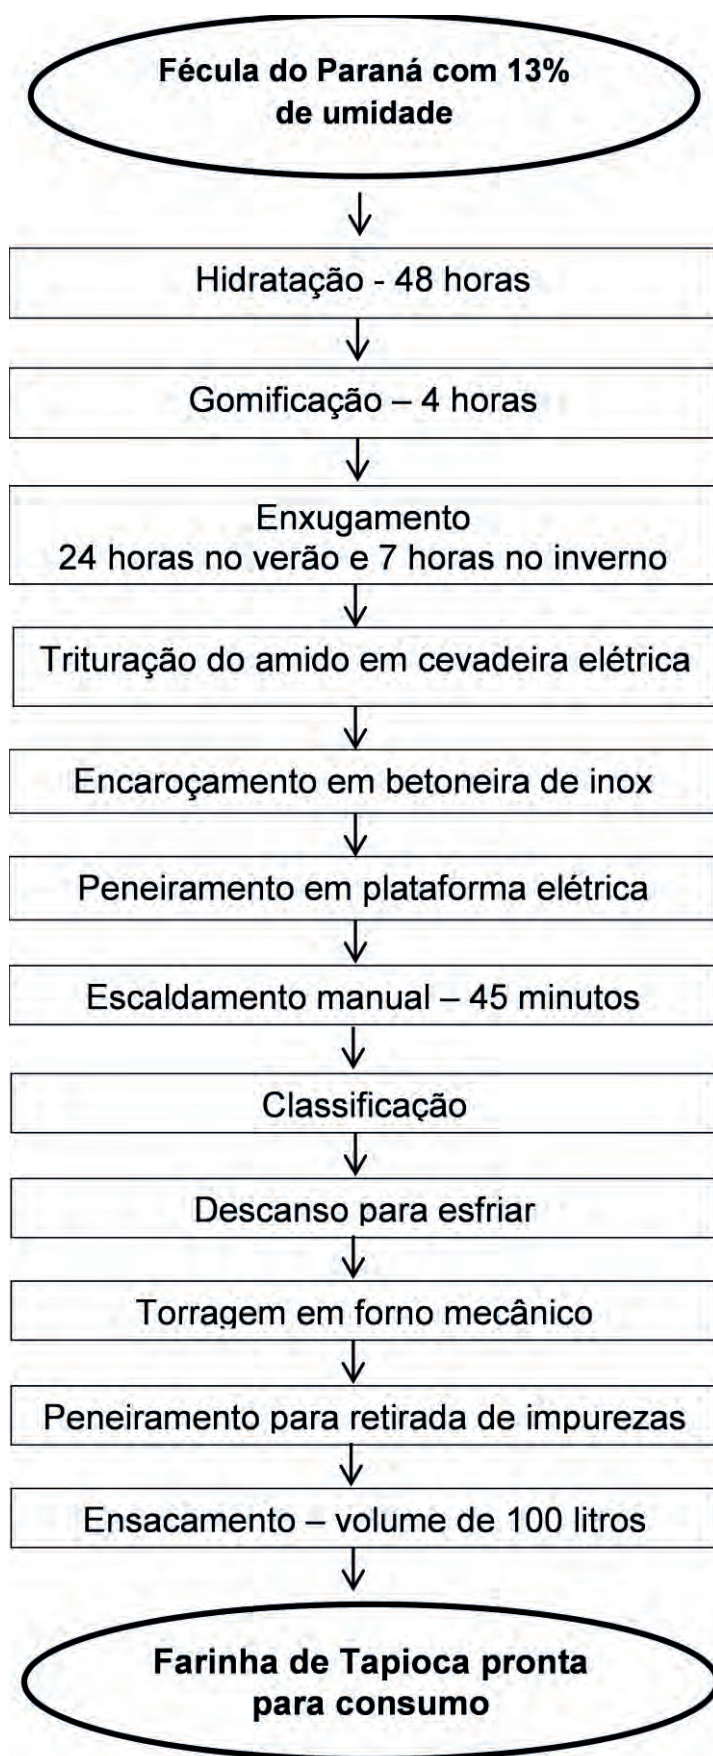 Fécula do Paraná com 13%
de umidade
Hidratação - 48 horas
Gomificação – 4 horas
Enxugamento
24 horas no verão e 7 horas no inverno
Trituração do amido em cevadeira elétrica
Encaroçamento em betoneira de inox
Peneiramento em plataforma elétrica
Escaldamento manual – 45 minutos
Classificação
Descanso para esfriar
Torragem em forno mecânico
Peneiramento para retirada de impurezas
Ensacamento – volume de 100 litros
Farinha de Tapioca pronta
para consumo